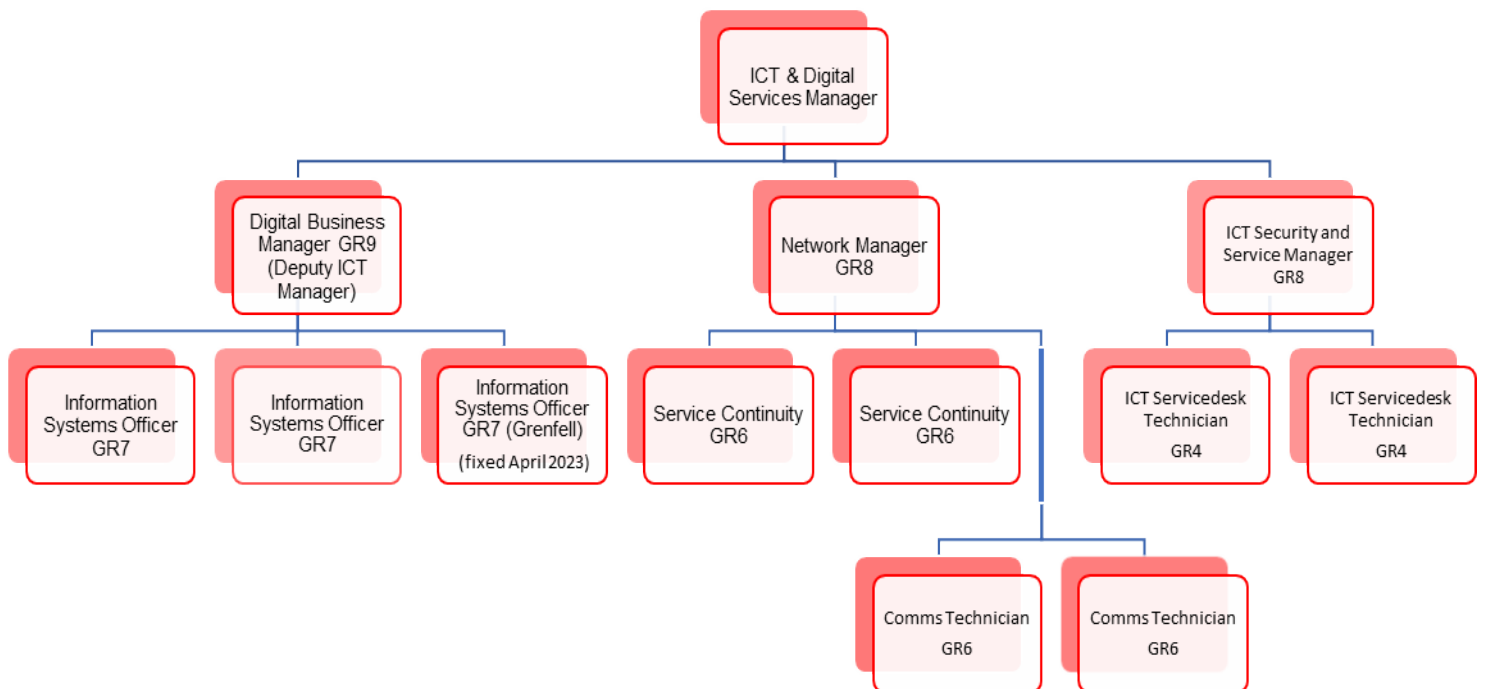 ICT & Digital
Services Manager
Digital Business
Manager GR9
(Deputy ICT
Manager)
Network Manager
GR8
ICT Security and
Service Manager
GR8
Information
Systems Officer
GR7
Information
Systems Officer
GR7
Information
Systems Officer
GR7 (Grenfell)
(fixed April 2023)
Service Continuity
GR6
Service Continuity
GR6
ICT Servicedesk
Technician
GR4
ICT Servicedesk
Technician
GR4
Comms Technician
GR6
Comms Technician
GR6